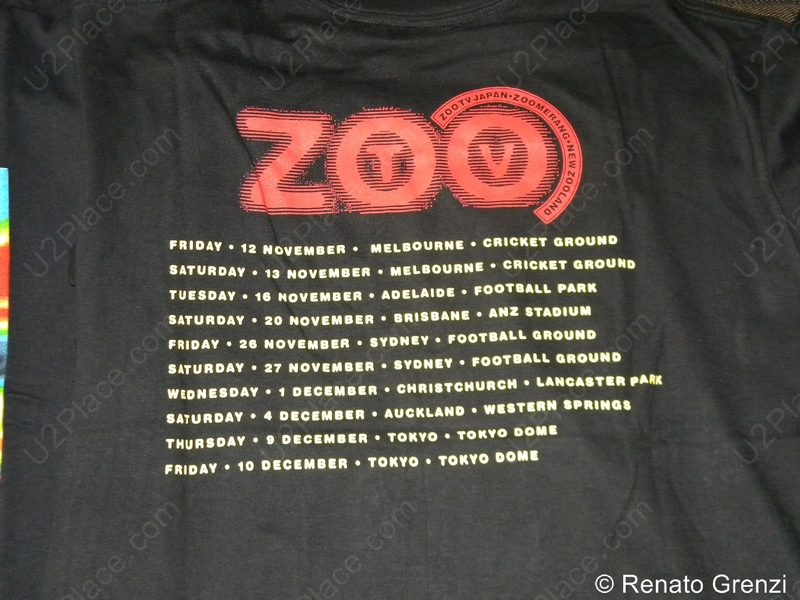 ZOO TV
ZOO TV JAPAN • ZOOMERANG • NEW ZOOLAND
FRIDAY • 12 NOVEMBER • MELBOURNE • CRICKET GROUND
SATURDAY • 13 NOVEMBER • MELBOURNE • CRICKET GROUND
TUESDAY • 16 NOVEMBER • ADELAIDE • FOOTBALL PARK
SATURDAY • 20 NOVEMBER • BRISBANE • ANZ STADIUM
FRIDAY • 26 NOVEMBER • SYDNEY • FOOTBALL GROUND
SATURDAY • 27 NOVEMBER • SYDNEY • FOOTBALL GROUND
WEDNESDAY • 1 DECEMBER • CHRISTCHURCH • LANCASTER PARK
SATURDAY • 4 DECEMBER • AUCKLAND • WESTERN SPRINGS
THURSDAY • 9 DECEMBER • TOKYO • TOKYO DOME
FRIDAY • 10 DECEMBER • TOKYO • TOKYO DOME
U2Place.com
© Renato Grenzi